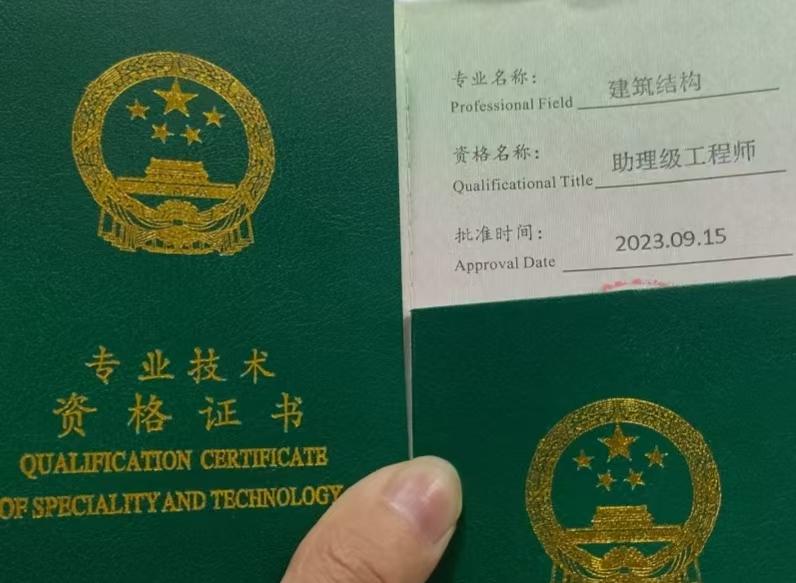 专业技术
资格证书
QUALIFICATION CERTIFICATE
OF SPECIALITY AND TECHNOLOGY
专业名称：
建筑结构
Professional Field
资格名称：
助理级工程师
Qualificational Title
批准时间：
2023.09.15
Approval Date